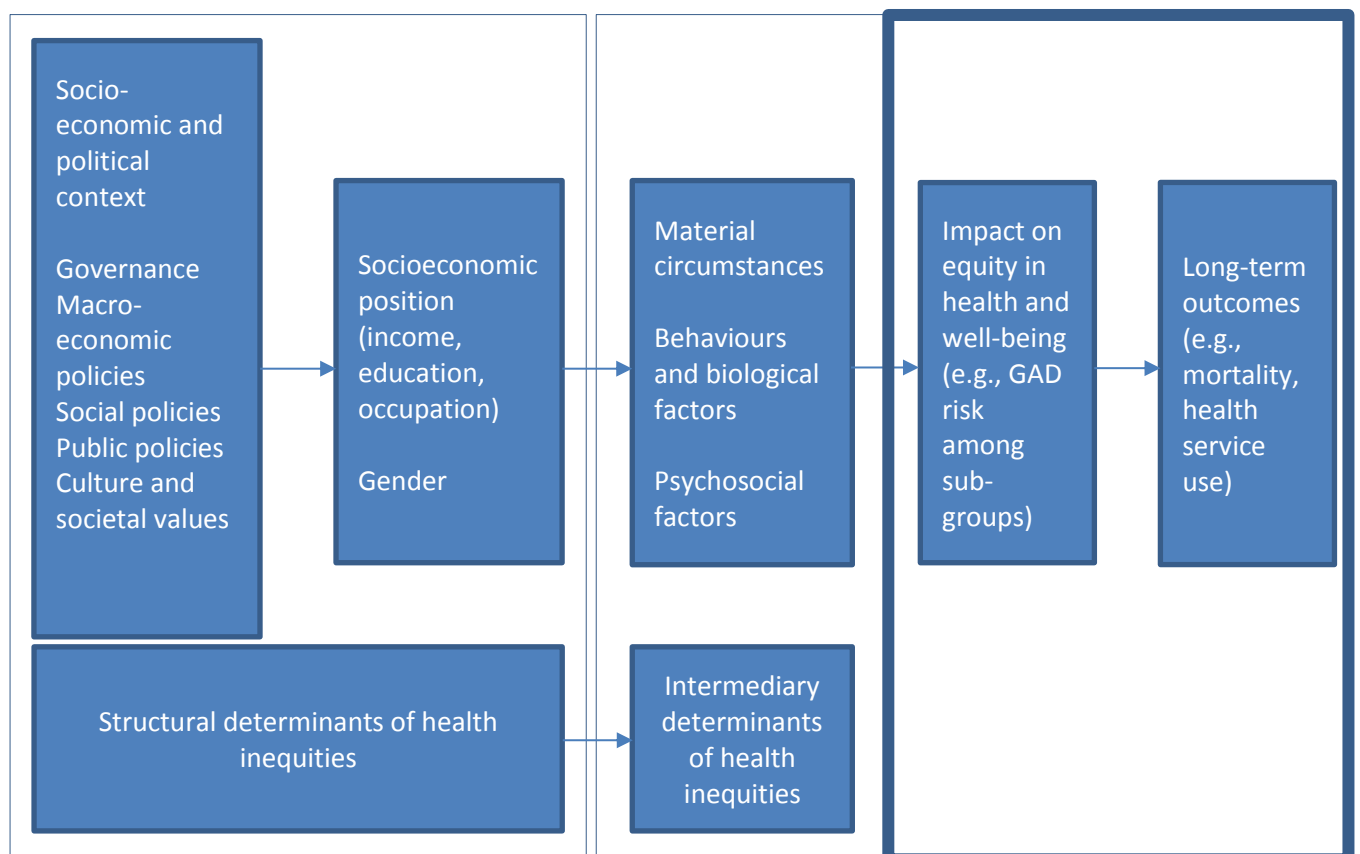 Socio-
economic and
political
context
Governance
Macro-
economic
policies
Social policies
Public policies
Culture and
societal values
Socioeconomic
position
(income,
education,
occupation)
Gender
Material
circumstances
Behaviours
and biological
factors
Psychosocial
factors
Impact on
equity in
health and
well-being
(e.g., GAD
risk
among
sub-
groups)
Long-term
outcomes
(e.g.,
mortality,
health
service
use)
Structural determinants of health
inequities
Intermediary
determinants
of health
inequities